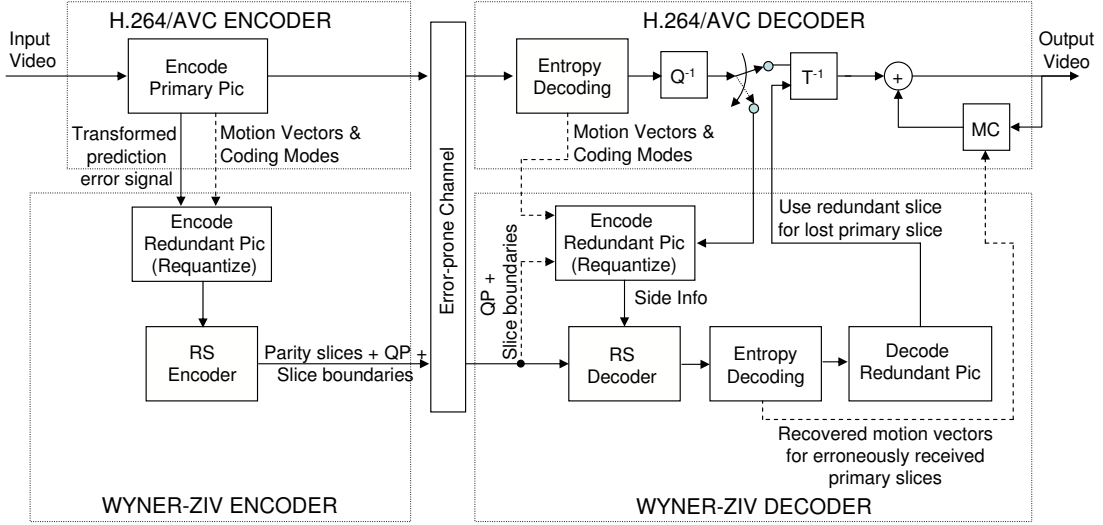 H.264/AVC ENCODER
H.264/AVC DECODER
Input
Video
Encode
Primary Pic
Entropy
Decoding
Q-1
T-1
+
Output
Video
MC
Transformed
prediction
error signal
Motion Vectors &
Coding Modes
Motion Vectors &
Coding Modes
Error-prone Channel
Encode
Redundant Pic
(Requantize)
QP +
Slice boundaries
Encode
Redundant Pic
(Requantize)
Use redundant slice
for lost primary slice
Side Info
RS
Encoder
Parity slices + QP +
Slice boundaries
RS
Decoder
Entropy
Decoding
Decode
Redundant Pic
Recovered motion vectors
for erroneously received
primary slices
WYNER-ZIV ENCODER
WYNER-ZIV DECODER